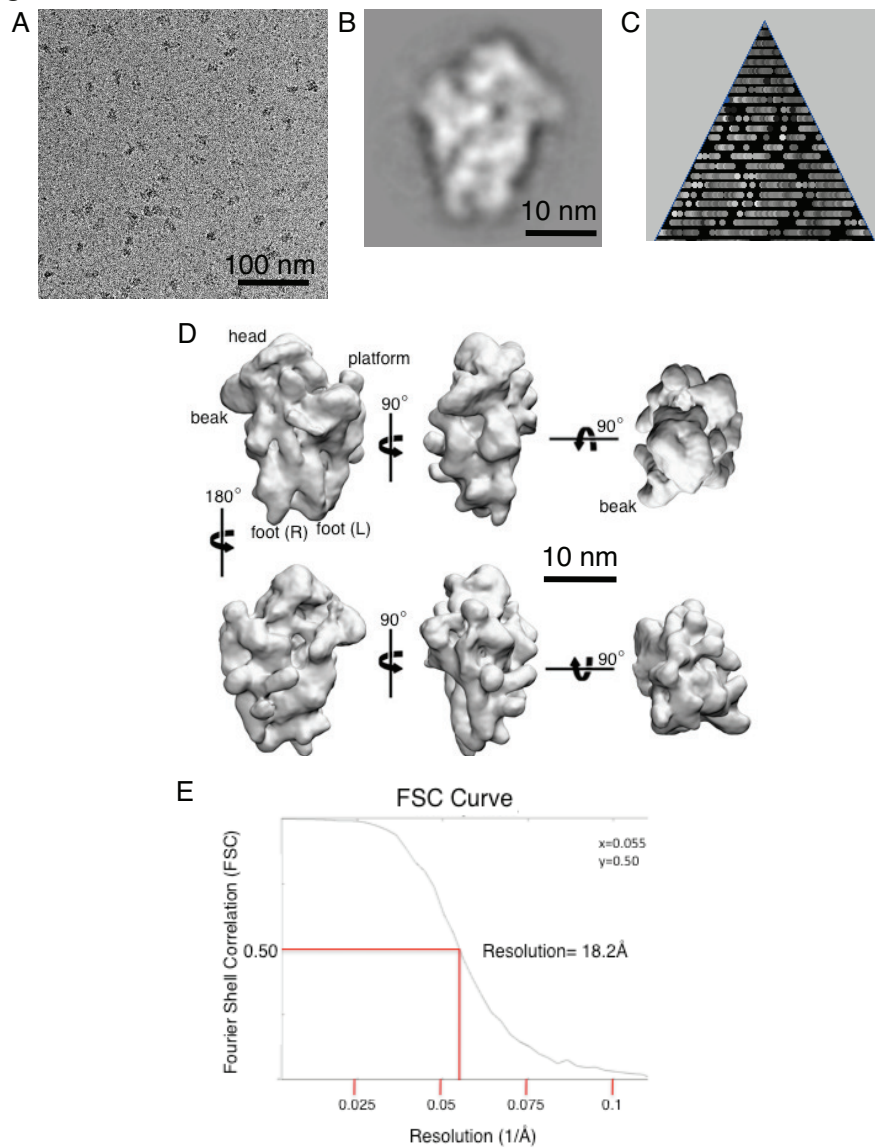 A
100 nm
B
10 nm
C
D
head
platform
beak
90°
90°
beak
180°
foot (R)
foot (L)
10 nm
90°
90°
E
FSC Curve
Fourier Shell Correlation (FSC)
x=0.055
y=0.50
0.50
Resolution= 18.2Å
0.025
0.05
0.075
0.1
Resolution (1/Å)